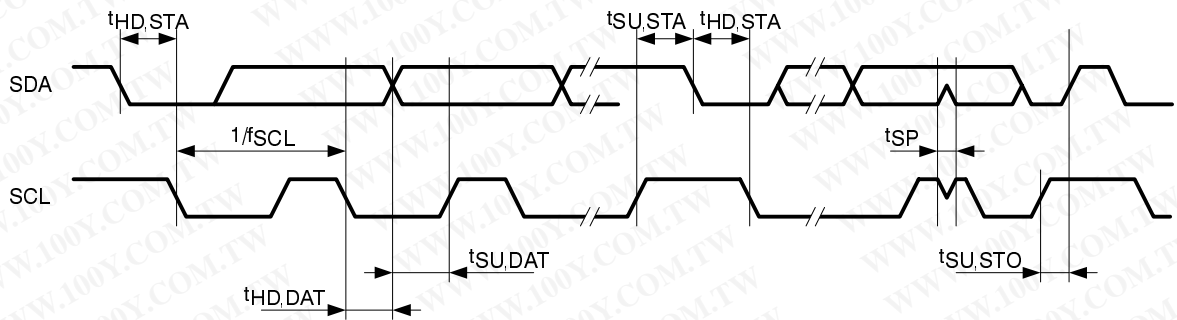 tHD,STA
tSU,STA
tHD,STA
SDA
1/fSCL
tSP
SCL
tSU,DAT
tSU,STO
tHD,DAT
WWW.100Y.COM.TW